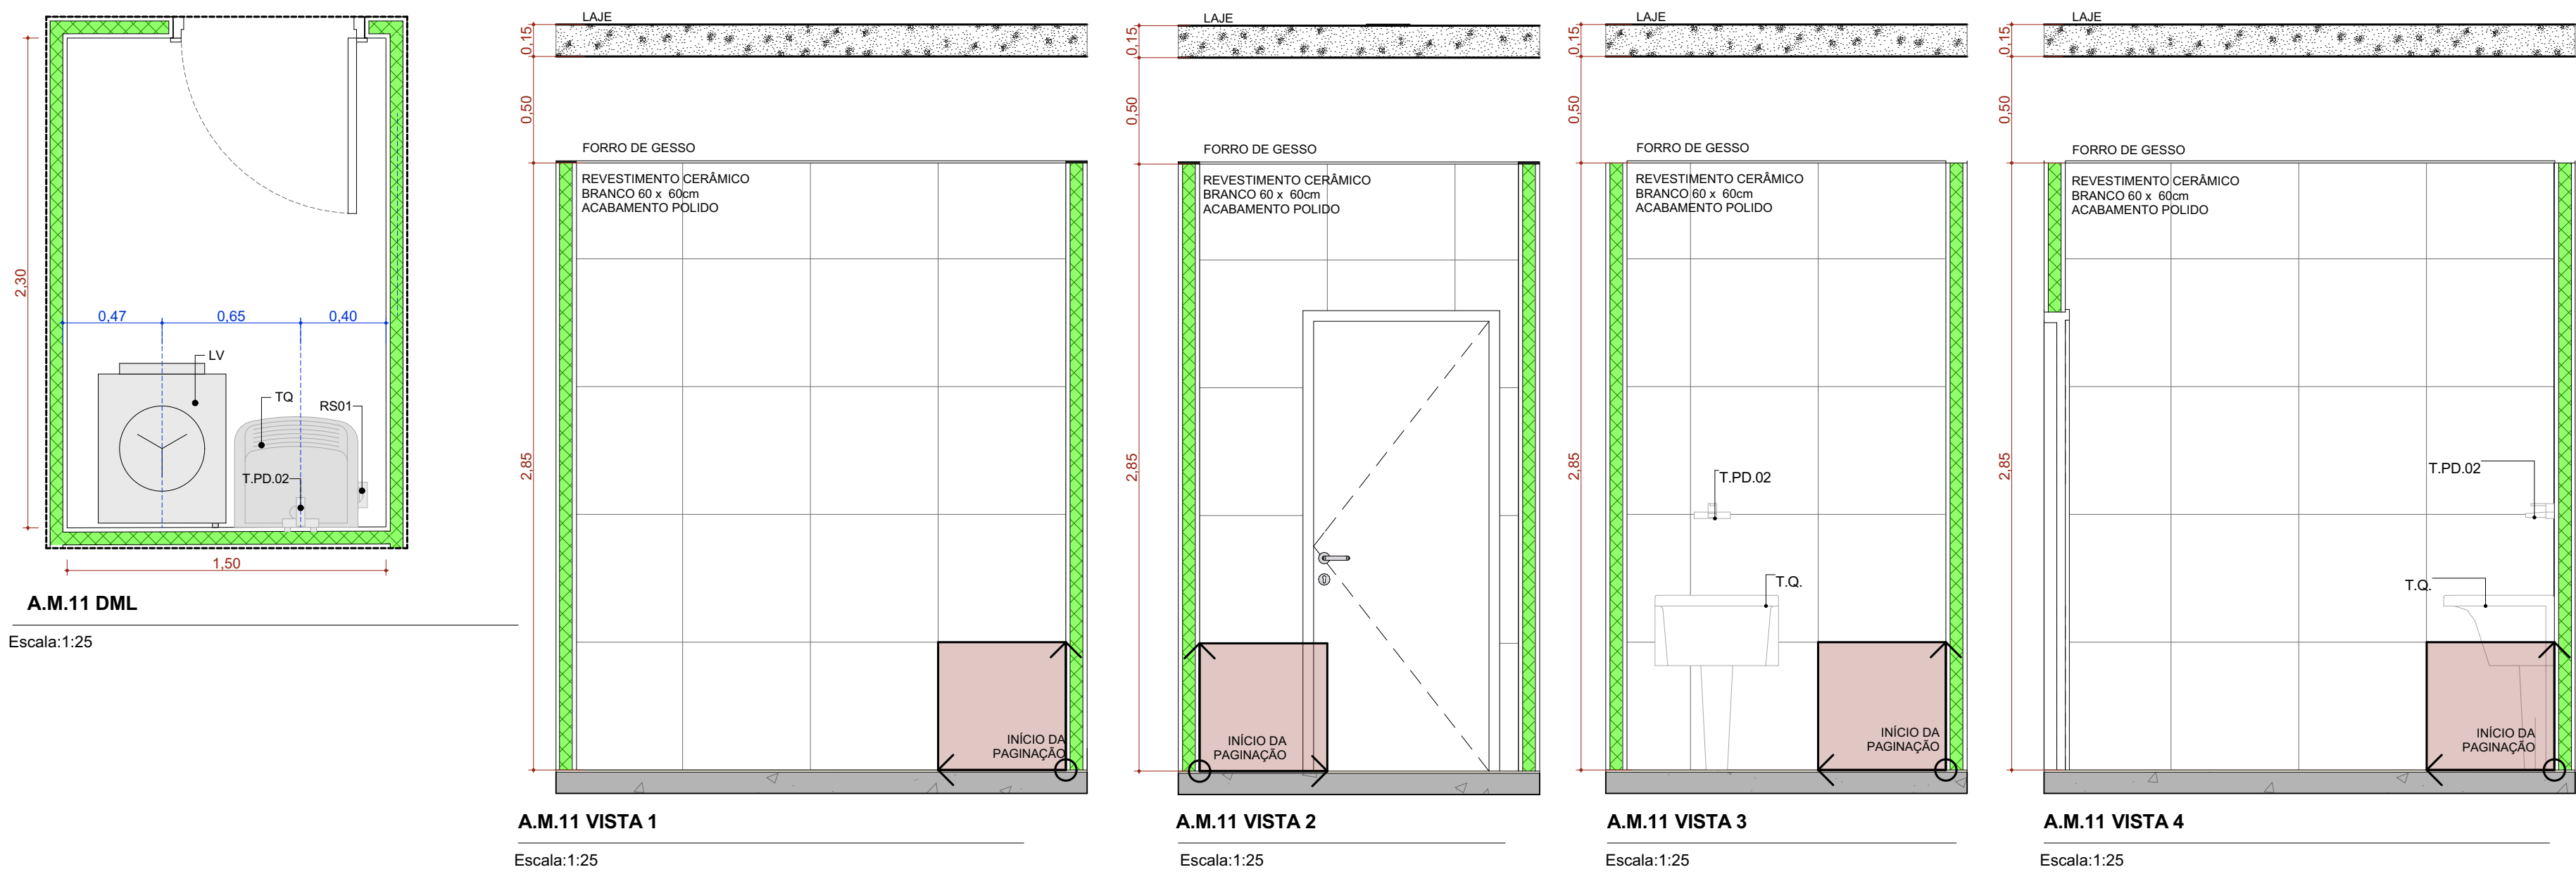 2,30
0,47
0,65
0,40
LV
TQ
RS01
T.PD.02
1,50
A.M.11 DML
Escala:1:25
LAJE
0,15
0,50
FORRO DE GESSO
REVESTIMENTO CERÂMICO
BRANCO 60 x 60cm
ACABAMENTO POLIDO
2,85
INÍCIO DA
PAGINAÇÃO
A.M.11 VISTA 1
Escala:1:25
LAJE
0,15
0,50
FORRO DE GESSO
REVESTIMENTO CERÂMICO
BRANCO 60 x 60cm
ACABAMENTO POLIDO
2,85
INÍCIO DA
PAGINAÇÃO
A.M.11 VISTA 2
Escala:1:25
LAJE
0,15
0,50
FORRO DE GESSO
REVESTIMENTO CERÂMICO
BRANCO 60 x 60cm
ACABAMENTO POLIDO
2,85
T.PD.02
T.Q.
INÍCIO DA
PAGINAÇÃO
A.M.11 VISTA 3
Escala:1:25
LAJE
0,15
0,50
FORRO DE GESSO
REVESTIMENTO CERÂMICO
BRANCO 60 x 60cm
ACABAMENTO POLIDO
2,85
T.PD.02
T.Q.
INÍCIO DA
PAGINAÇÃO
A.M.11 VISTA 4
Escala:1:25